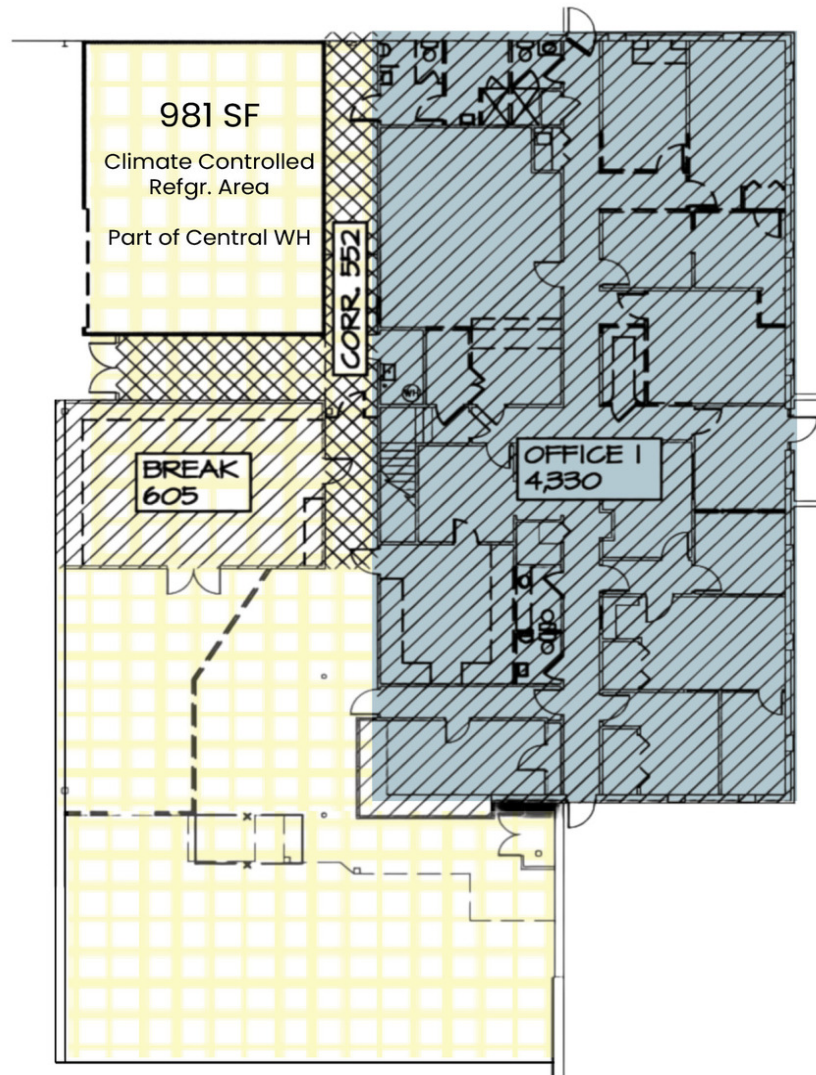 981 SF
Climate Controlled
Refgr. Area
Part of Central WH
CORR. 552
BREAK
605
OFFICE 1
4,330